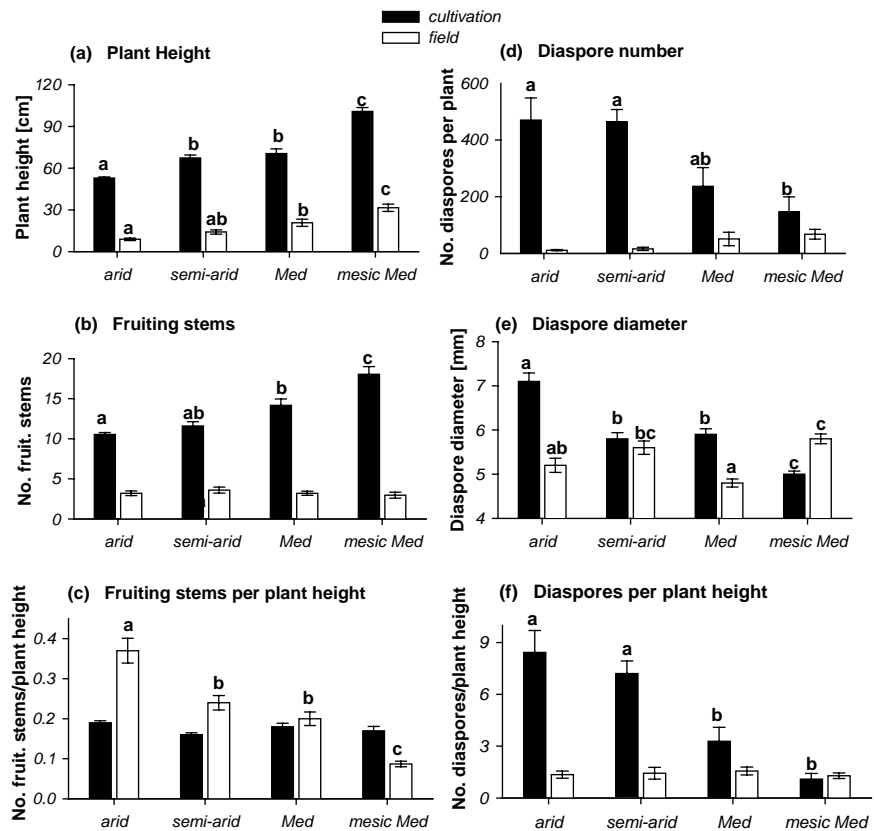 cultivation
field
(a) Plant Height
Plant height [cm]
120
90
60
30
0
a
a
b
ab
b
b
c
c
arid
semi-arid
Med
mesic Med
(d) Diaspore number
No. diaspores per plant
600
400
200
0
a
a
ab
b
arid
semi-arid
Med
mesic Med
(b) Fruiting stems
No. fruit. stems
20
15
10
5
0
a
ab
b
c
arid
semi-arid
Med
mesic Med
(e) Diaspore diameter
Diaspore diameter [mm]
8
7
6
5
4
a
ab
b
bc
b
a
c
c
arid
semi-arid
Med
mesic Med
(c) Fruiting stems per plant height
No. fruit. stems/plant height
0.4
0.3
0.2
0.1
0.0
a
b
b
c
arid
semi-arid
Med
mesic Med
(f) Diaspores per plant height
No. diaspores/plant height
9
6
3
0
a
a
b
b
arid
semi-arid
Med
mesic Med